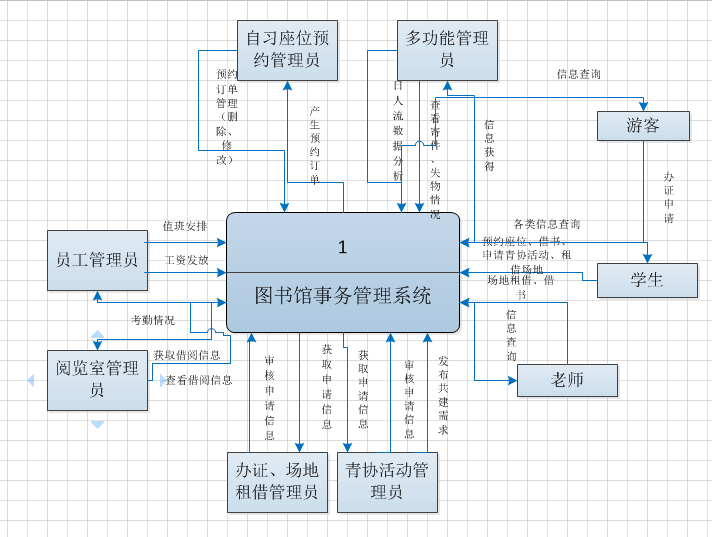 自习座位预
约管理员
多功能管理
员
信息查询
预约
订单
管理
（删
除、
修
改）
产生预约订单
日人流数据分析
查看寄件、失物情况
信息获得
游客
办证申请
值班安排
员工管理员
工资发放
1
图书馆事务管理系统
各类信息查询
预约座位、借书、
申请青协活动、租
借场地
场地租借、借
书
学生
考勤情况
获取借阅信息
查看借阅信息
阅览室管理
员
信息查询
老师
审核申请信息
获取申请信息
获取申请信息
审核申请信息
发布共建需求
办证、场地
租借管理员
青协活动管
理员